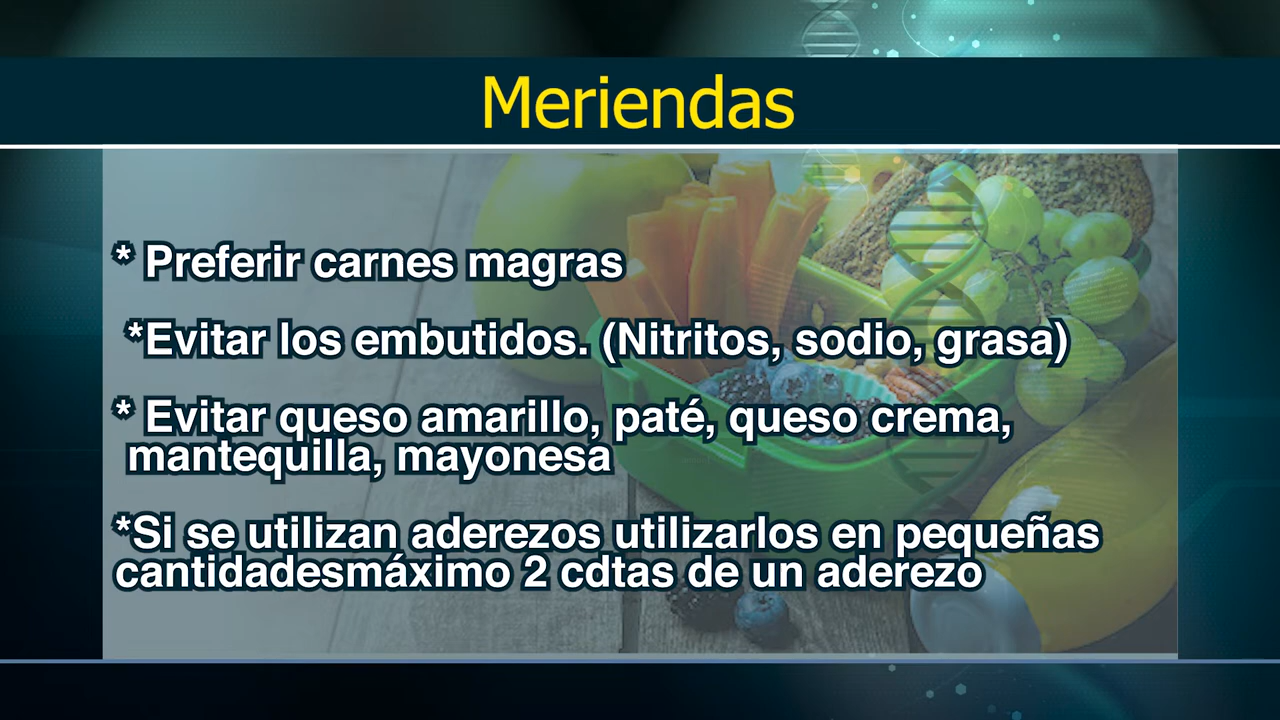 Meriendas
* Preferir carnes magras
*Evitar los embutidos. (Nitritos, sodio, grasa)
* Evitar queso amarillo, paté, queso crema,
mantequilla, mayonesa
*Si se utilizan aderezos utilizarlos en pequeñas
cantidadesmáximo 2 cdtas de un aderezo